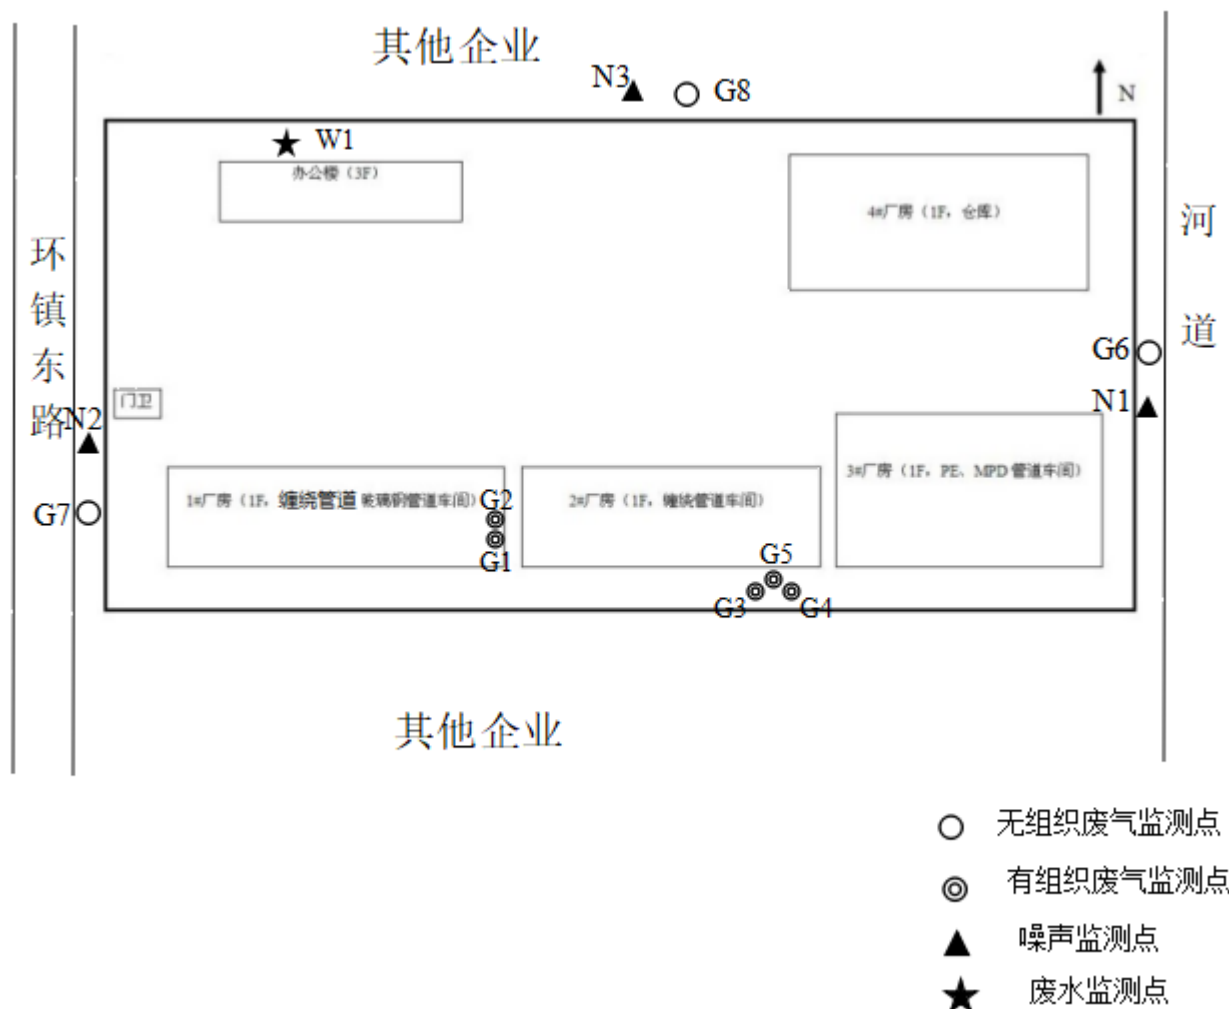 其他企业
N3
G8
N
W1
办公楼（3F）
4#厂房（1F，仓库）
河道
环镇东路
G6
N1
门卫
N2
G7
1#厂房（1F，缠绕管道 玻璃钢管道车间）
2#厂房（1F，缠绕管道车间）
3#厂房（1F，PE、MPD管道车间）
G2
G1
G5
G3
G4
其他企业
无组织废气监测点
有组织废气监测点
噪声监测点
废水监测点